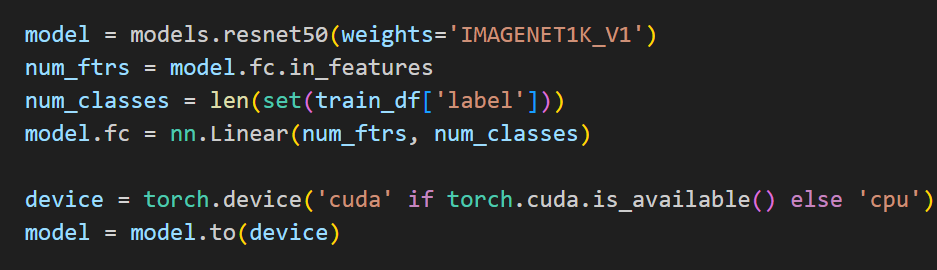 model = models.resnet50(weights='IMAGENET1K_V1')
num_ftrs = model.fc.in_features
num_classes = len(set(train_df['label']))
model.fc = nn.Linear(num_ftrs, num_classes)

device = torch.device('cuda' if torch.cuda.is_available() else 'cpu')
model = model.to(device)